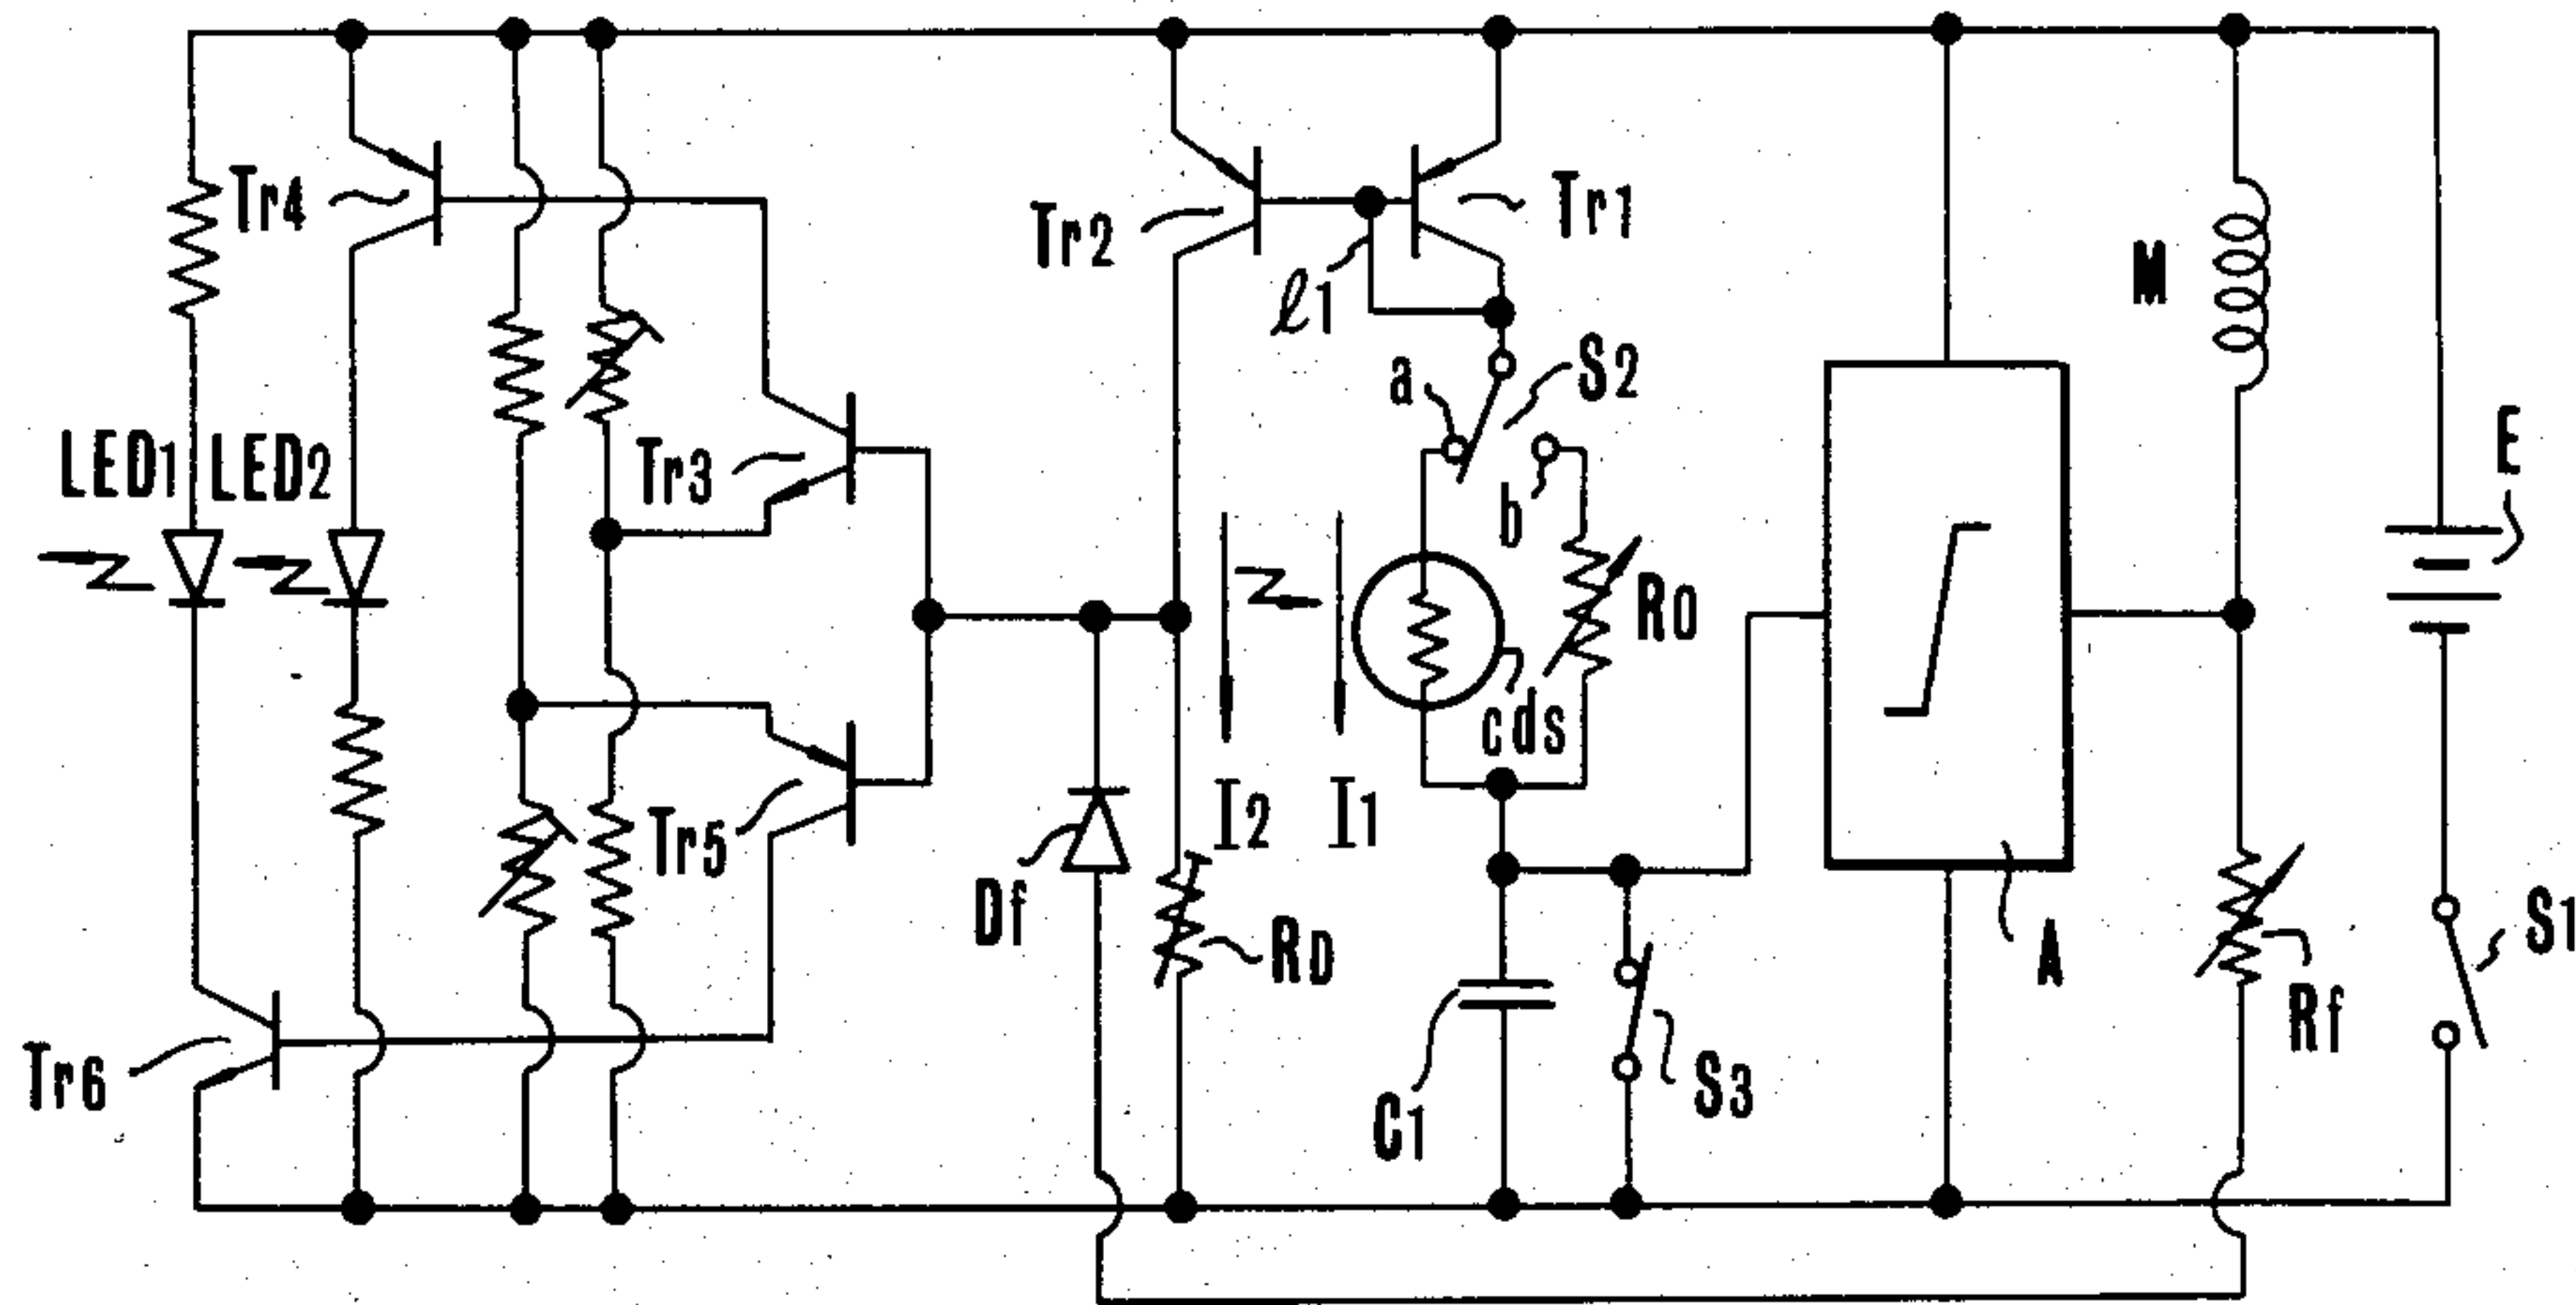 Tr4
Tr2
Tr1
ℓ1
M
a
S2
E
LED1
LED2
Tr3
b
R0
cds
Tr5
I2
I1
Df
RD
A
S1
Rf
Tr6
C1
S3